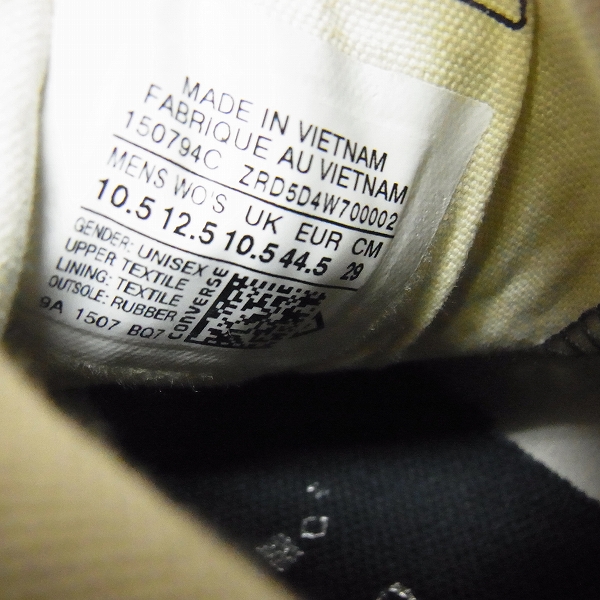 MADE IN VIETNAM
FABRIQUE AU VIETNAM
150794C ZRD5D4W700002
MENS WO'S UK EUR CM
10.5 12.5 10.5 44.5 29
GENDER: UNISEX
UPPER TEXTILE
LINING: TEXTILE
OUTSOLE: RUBBER
9A 1507 BQ7
CONVERSE